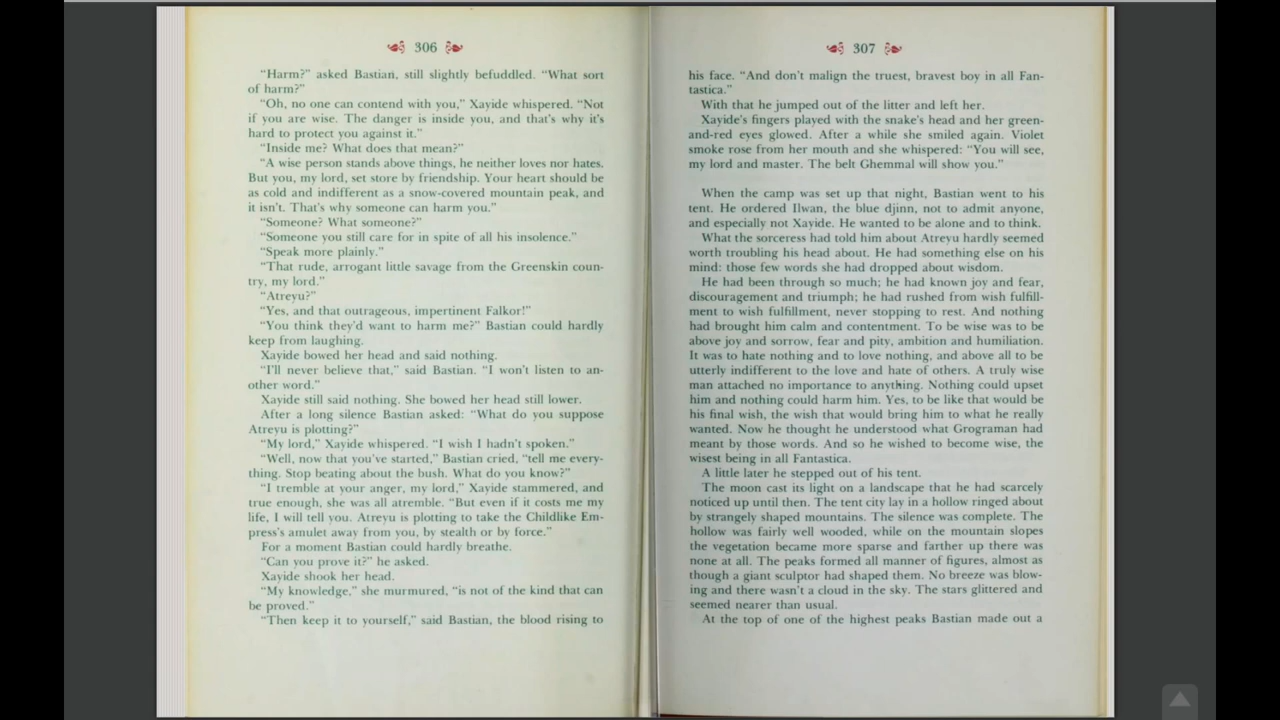 306
"Harm?" asked Bastian, still slightly befuddled. "What sort
of harm?"
"Oh, no one can contend with you," Xayide whispered. "Not
if you are wise. The danger is inside you, and that's why it's
hard to protect you against it."
"Inside me? What does that mean?"
"A wise person stands above things, he neither loves nor hates.
But you, my lord, set store by friendship. Your heart should be
as cold and indifferent as a snow-covered mountain peak, and
it isn't. That's why someone can harm you."
"Someone? What someone?"
"Someone you still care for in spite of all his insolence."
"Speak more plainly."
"That rude, arrogant little savage from the Greenskin coun-
try, my lord."
"Atreyu?"
"Yes, and that outrageous, impertinent Falkor!"
"You think they'd want to harm me?" Bastian could hardly
keep from laughing.
Xayide bowed her head and said nothing.
"I'll never believe that," said Bastian. "I won't listen to an-
other word."
Xayide still said nothing. She bowed her head still lower.
After a long silence Bastian asked: "What do you suppose
Atreyu is plotting?"
"My lord," Xayide whispered. "I wish I hadn't spoken."
"Well, now that you've started," Bastian cried, "tell me every-
thing. Stop beating about the bush. What do you know?"
"I tremble at your anger, my lord," Xayide stammered, and
true enough, she was all atremble. "But even if it costs me my
life, I will tell you. Atreyu is plotting to take the Childlike Em-
press's amulet away from you, by stealth or by force."
For a moment Bastian could hardly breathe.
"Can you prove it?" he asked.
Xayide shook her head.
"My knowledge," she murmured, "is not of the kind that can
be proved."
"Then keep it to yourself," said Bastian, the blood rising to
307
his face. "And don't malign the truest, bravest boy in all Fan-
tastica."
With that he jumped out of the litter and left her.
Xayide's fingers played with the snake's head and her green-
and-red eyes glowed. After a while she smiled again. Violet
smoke rose from her mouth and she whispered: "You will see,
my lord and master. The belt Ghemmal will show you."
When the camp was set up that night, Bastian went to his
tent. He ordered Ilwan, the blue djinn, not to admit anyone,
and especially not Xayide. He wanted to be alone and to think.
What the sorceress had told him about Atreyu hardly seemed
worth troubling his head about. He had something else on his
mind: those few words she had dropped about wisdom.
He had been through so much; he had known joy and fear,
discouragement and triumph; he had rushed from wish fulfill-
ment to wish fulfillment, never stopping to rest. And nothing
had brought him calm and contentment. To be wise was to be
above joy and sorrow, fear and pity, ambition and humiliation.
It was to hate nothing and to love nothing, and above all to be
utterly indifferent to the love and hate of others. A truly wise
man attached no importance to anything. Nothing could upset
him and nothing could harm him. Yes, to be like that would be
his final wish, the wish that would bring him to what he really
wanted. Now he thought he understood what Grograman had
meant by those words. And so he wished to become wise, the
wisest being in all Fantastica.
A little later he stepped out of his tent.
The moon cast its light on a landscape that he had scarcely
noticed up until then. The tent city lay in a hollow ringed about
by strangely shaped mountains. The silence was complete. The
hollow was fairly well wooded, while on the mountain slopes
the vegetation became more sparse and farther up there was
none at all. The peaks formed all manner of figures, almost as
though a giant sculptor had shaped them. No breeze was blow-
ing and there wasn't a cloud in the sky. The stars glittered and
seemed nearer than usual.
At the top of one of the highest peaks Bastian made out a